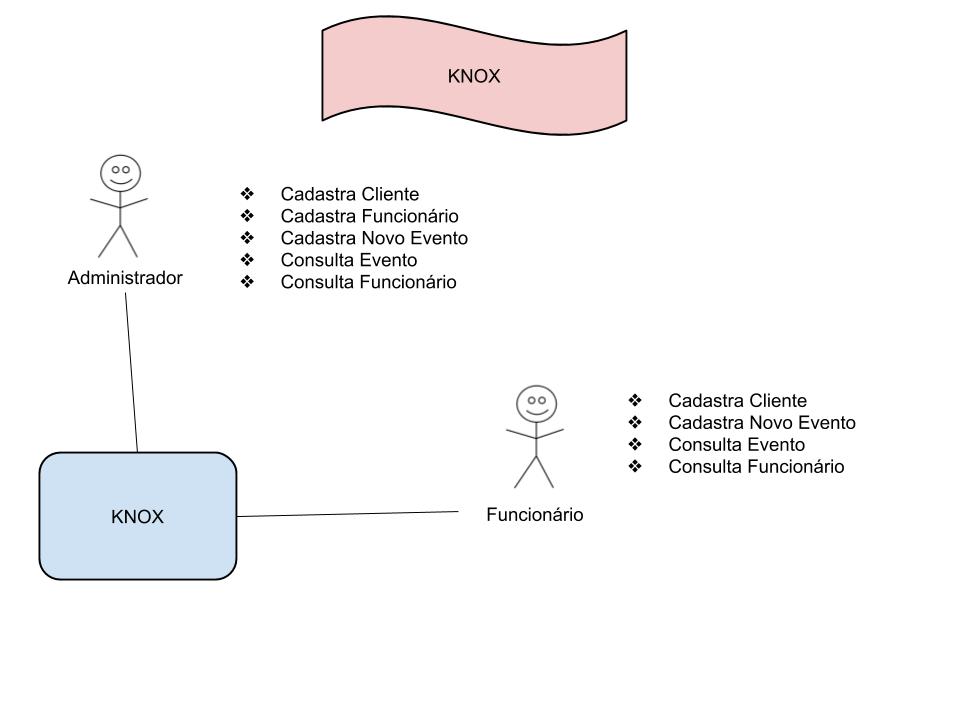 KNOX
❖ Cadastra Cliente
❖ Cadastra Funcionário
❖ Cadastra Novo Evento
❖ Consulta Evento
❖ Consulta Funcionário
Administrador
❖ Cadastra Cliente
❖ Cadastra Novo Evento
❖ Consulta Evento
❖ Consulta Funcionário
Funcionário
KNOX